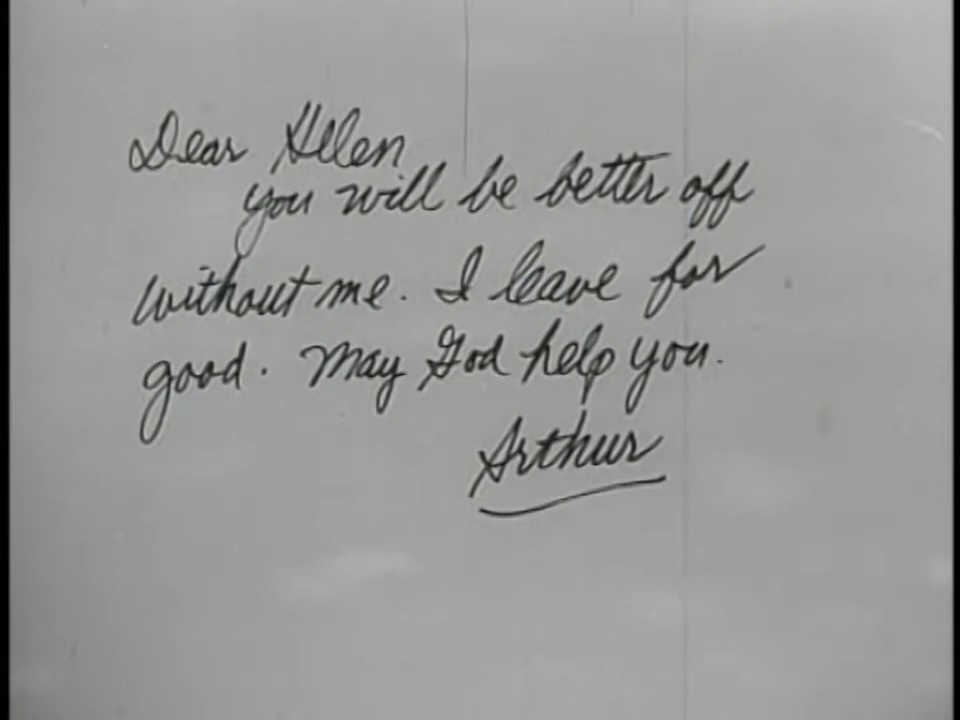 Dear Helen
you will be better off
without me. I leave for
good. May God help you.
Arthur